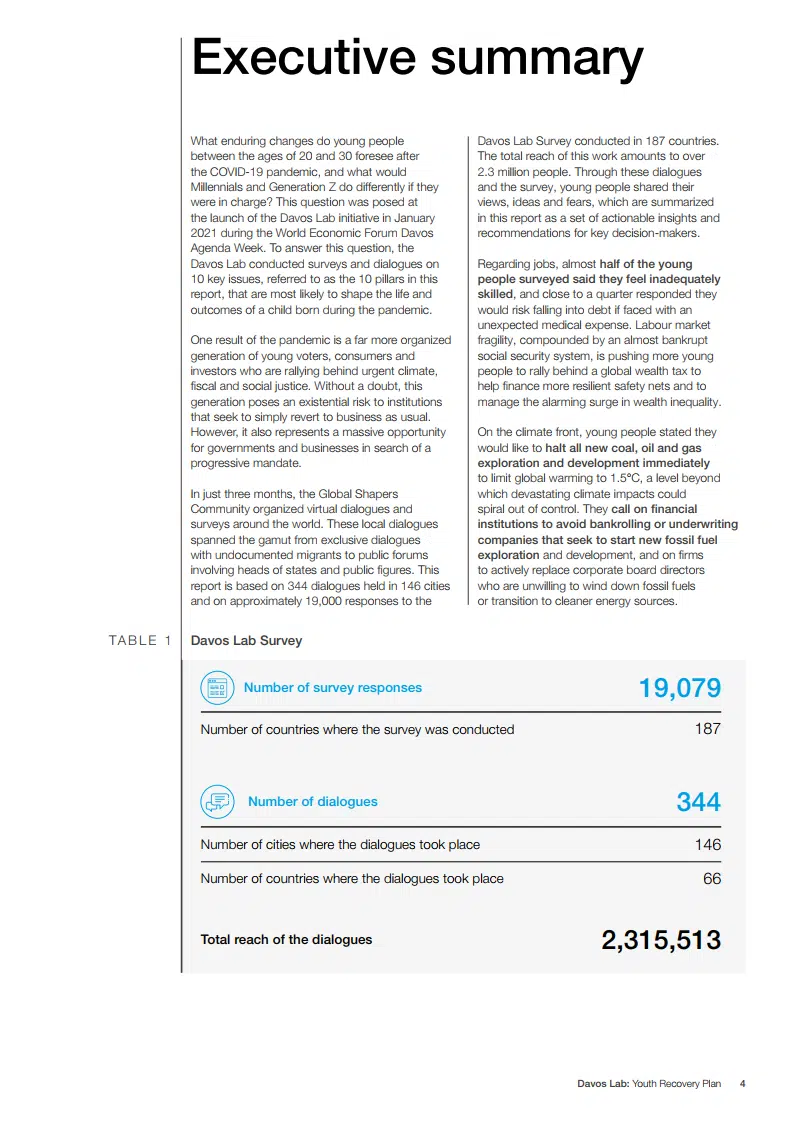 Executive summary
What enduring changes do young people
between the ages of 20 and 30 foresee after
the COVID-19 pandemic, and what would
Millennials and Generation Z do differently if they
were in charge? This question was posed at
the launch of the Davos Lab initiative in January
2021 during the World Economic Forum Davos
Agenda Week. To answer this question, the
Davos Lab conducted surveys and dialogues on
10 key issues, referred to as the 10 pillars in this
report, that are most likely to shape the life and
outcomes of a child born during the pandemic.
One result of the pandemic is a far more organized
generation of young voters, consumers and
investors who are rallying behind urgent climate,
fiscal and social justice. Without a doubt, this
generation poses an existential risk to institutions
that seek to simply revert to business as usual.
However, it also represents a massive opportunity
for governments and businesses in search of a
progressive mandate.
In just three months, the Global Shapers
Community organized virtual dialogues and
surveys around the world. These local dialogues
spanned the gamut from exclusive dialogues
with undocumented migrants to public forums
involving heads of states and public figures. This
report is based on 344 dialogues held in 146 cities
and on approximately 19,000 responses to the
Davos Lab Survey conducted in 187 countries.
The total reach of this work amounts to over
2.3 million people. Through these dialogues
and the survey, young people shared their
views, ideas and fears, which are summarized
in this report as a set of actionable insights and
recommendations for key decision-makers.
Regarding jobs, almost half of the young
people surveyed said they feel inadequately
skilled, and close to a quarter responded they
would risk falling into debt if faced with an
unexpected medical expense. Labour market
fragility, compounded by an almost bankrupt
social security system, is pushing more young
people to rally behind a global wealth tax to
help finance more resilient safety nets and to
manage the alarming surge in wealth inequality.
On the climate front, young people stated they
would like to halt all new coal, oil and gas
exploration and development immediately
to limit global warming to 1.5°C, a level beyond
which devastating climate impacts could
spiral out of control. They call on financial
institutions to avoid bankrolling or underwriting
companies that seek to start new fossil fuel
exploration and development, and on firms
to actively replace corporate board directors
who are unwilling to wind down fossil fuels
or transition to cleaner energy sources.
TABLE 1 Davos Lab Survey
Number of survey responses 19,079
Number of countries where the survey was conducted 187
Number of dialogues 344
Number of cities where the dialogues took place 146
Number of countries where the dialogues took place 66
Total reach of the dialogues 2,315,513
Davos Lab: Youth Recovery Plan 4